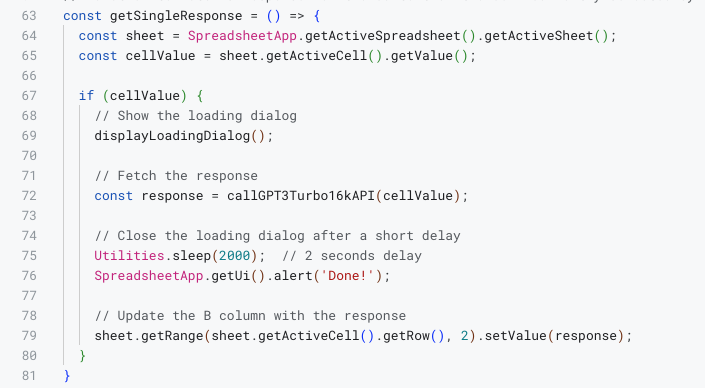 63 const getSingleResponse = () => {
64 const sheet = SpreadsheetApp.getActiveSpreadsheet().getActiveSheet();
65 const cellValue = sheet.getActiveCell().getValue();
66
67 if (cellValue) {
68 // Show the loading dialog
69 displayLoadingDialog();
70
71 // Fetch the response
72 const response = callGPT3Turbo16kAPI(cellValue);
73
74 // Close the loading dialog after a short delay
75 Utilities.sleep(2000);  // 2 seconds delay
76 SpreadsheetApp.getUi().alert('Done!');
77
78 // Update the B column with the response
79 sheet.getRange(sheet.getActiveCell().getRow(), 2).setValue(response);
80 }
81 }